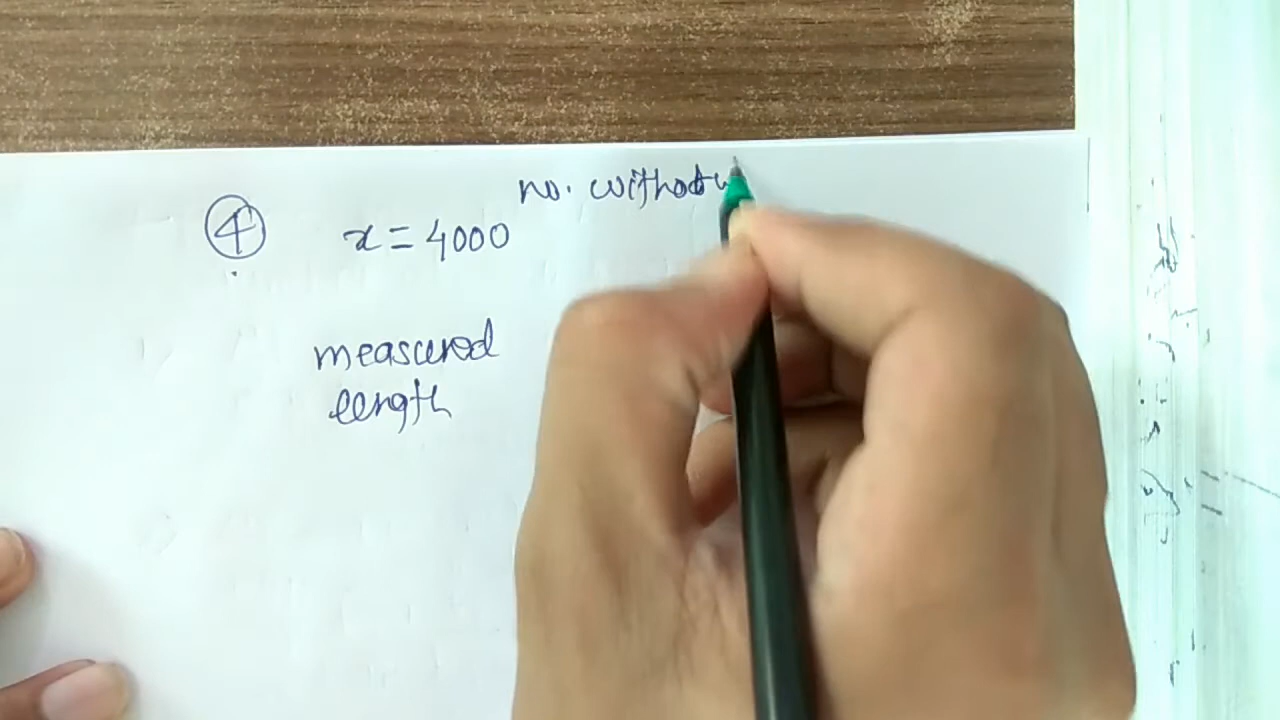 no. without
④ x = 4000
measured
length